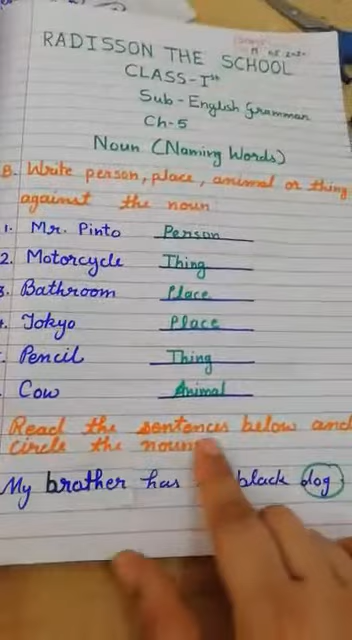 RADISSON THE SCHOOL
CLASS-Ist
Sub-English Grammar
Ch-5
Noun (Naming Words)
B. Write person, place, animal or thing
against the noun
1. Mr. Pinto Person
2. Motorcycle Thing
3. Bathroom Place
4. Tokyo Place
Pencil Thing
Cow Animal
Read the sentences below and
circle the noun
My brother has black dog